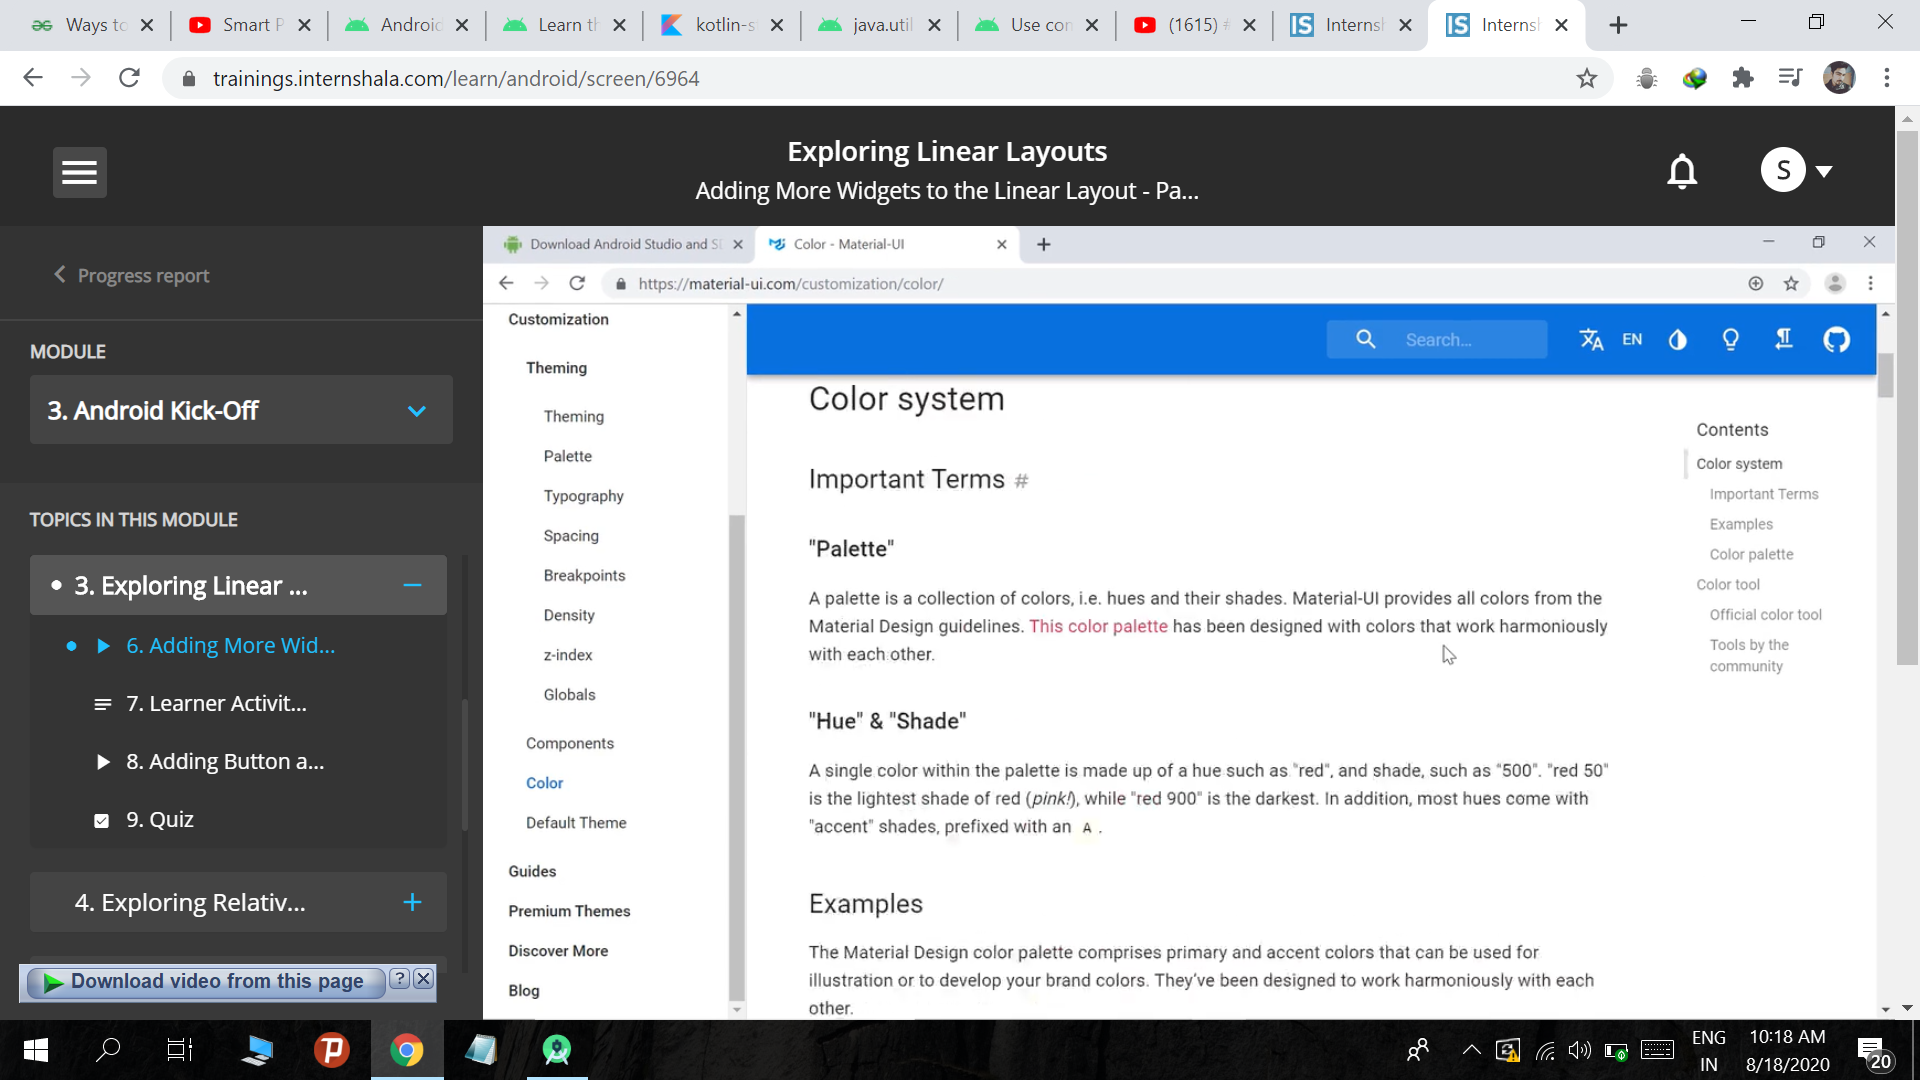 Ways to
Smart P
Android
Learn th
kotlin-s
java.util
Use con
(1615)
Internsh
Internsh
trainings.internshala.com/learn/android/screen/6964
Exploring Linear Layouts
Adding More Widgets to the Linear Layout - Pa...
S
Progress report
MODULE
3. Android Kick-Off
TOPICS IN THIS MODULE
3. Exploring Linear ...
6. Adding More Wid...
7. Learner Activit...
8. Adding Button a...
9. Quiz
4. Exploring Relativ...
Download video from this page
?
Download Android Studio and SD
Color - Material-UI
https://material-ui.com/customization/color/
Customization
Theming
Theming
Palette
Typography
Spacing
Breakpoints
Density
z-index
Globals
Components
Color
Default Theme
Guides
Premium Themes
Discover More
Blog
Search...
EN
Color system
Important Terms #
"Palette"
A palette is a collection of colors, i.e. hues and their shades. Material-UI provides all colors from the
Material Design guidelines. This color palette has been designed with colors that work harmoniously
with each other.
"Hue" & "Shade"
A single color within the palette is made up of a hue such as "red", and shade, such as "500". "red 50"
is the lightest shade of red (pink!), while "red 900" is the darkest. In addition, most hues come with
"accent" shades, prefixed with an A .
Examples
The Material Design color palette comprises primary and accent colors that can be used for
illustration or to develop your brand colors. They've been designed to work harmoniously with each
other.
Contents
Color system
Important Terms
Examples
Color palette
Color tool
Official color tool
Tools by the
community
ENG
IN
10:18 AM
8/18/2020
20